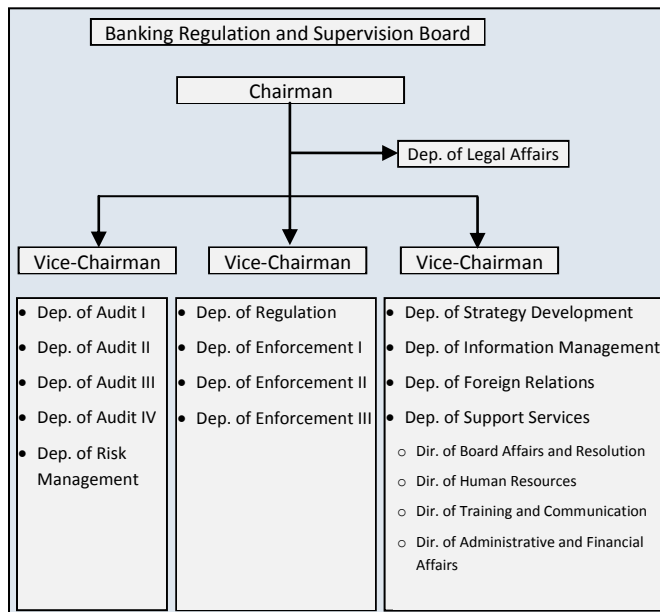 Banking Regulation and Supervision Board
Chairman
Dep. of Legal Affairs
Vice-Chairman
Vice-Chairman
Vice-Chairman
• Dep. of Audit I
• Dep. of Audit II
• Dep. of Audit III
• Dep. of Audit IV
• Dep. of Risk
Management
• Dep. of Regulation
• Dep. of Enforcement I
• Dep. of Enforcement II
• Dep. of Enforcement III
• Dep. of Strategy Development
• Dep. of Information Management
• Dep. of Foreign Relations
• Dep. of Support Services
o Dir. of Board Affairs and Resolution
o Dir. of Human Resources
o Dir. of Training and Communication
o Dir. of Administrative and Financial
Affairs